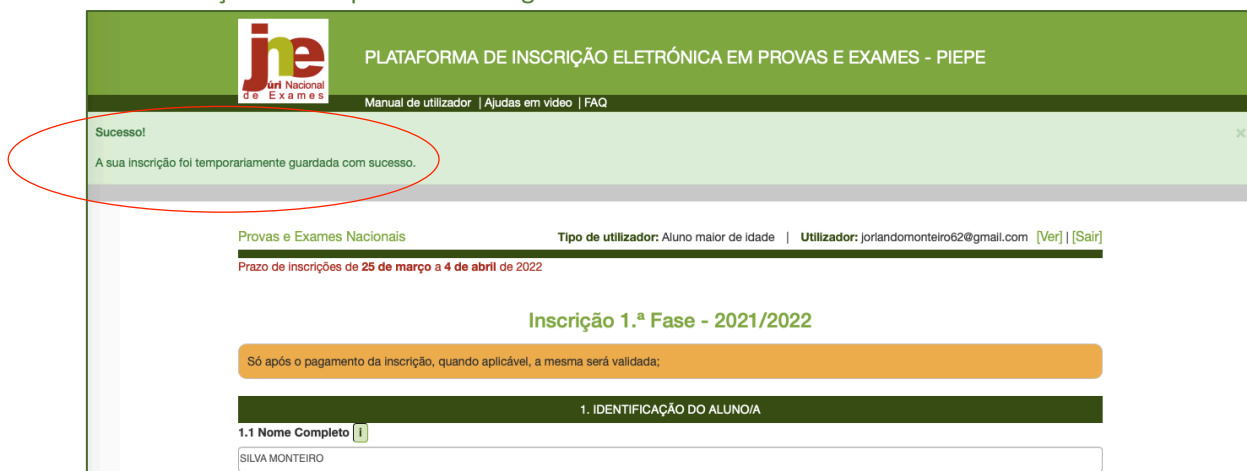 jne
Júri Nacional
de Exames
PLATAFORMA DE INSCRIÇÃO ELETRÓNICA EM PROVAS E EXAMES - PIEPE
Manual de utilizador | Ajudas em video | FAQ
Sucesso!
×
A sua inscrição foi temporariamente guardada com sucesso.
Provas e Exames Nacionais Tipo de utilizador: Aluno maior de idade | Utilizador: jorlandomonteiro62@gmail.com [Ver] | [Sair]
Prazo de inscrições de 25 de março a 4 de abril de 2022
Inscrição 1.ª Fase - 2021/2022
Só após o pagamento da inscrição, quando aplicável, a mesma será validada;
1. IDENTIFICAÇÃO DO ALUNO/A
1.1 Nome Completo i
SILVA MONTEIRO